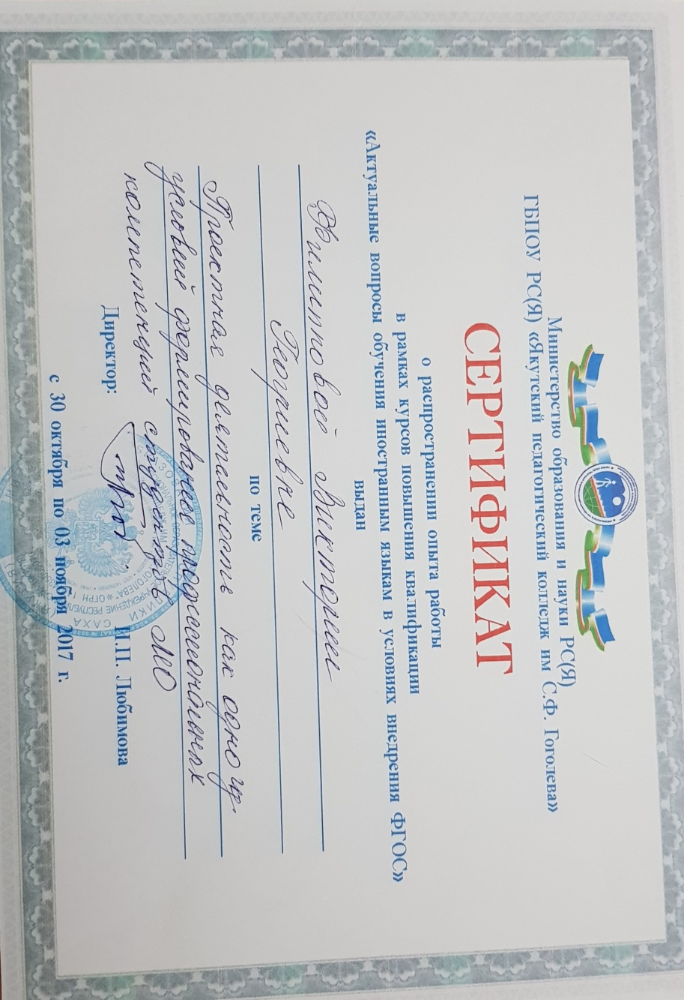 Министерство образования и науки РС(Я)
ГБПОУ РС(Я) «Якутский педагогический колледж им С.Ф. Гоголева»
СЕРТИФИКАТ
о распространении опыта работы
в рамках курсов повышения квалификации
«Актуальные вопросы обучения иностранным языкам в условиях внедрения ФГОС»
выдан
Филипповой Виктории
Георгиевне
по теме
Проектная деятельность как одно из
условий формирования профессиональных
компетенций студентов МО
Директор: И.П. Любимова
с 30 октября по 03 ноября 2017 г.